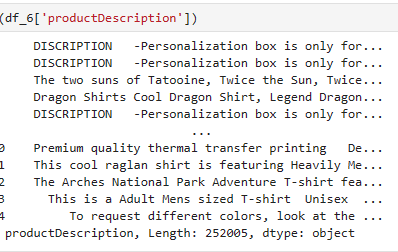 (df_6['productDescription'])
DISCRIPTION   -Personalization box is only for...
DISCRIPTION   -Personalization box is only for...
The two suns of Tatooine, Twice the Sun, Twice...
Dragon Shirts Cool Dragon Shirt, Legend Dragon...
DISCRIPTION   -Personalization box is only for...
...
0    Premium quality thermal transfer printing   De...
1    This cool raglan shirt is featuring Heavily Me...
2    The Arches National Park Adventure T-shirt fea...
3      This is a Adult Mens sized T-shirt  Unisex  ...
4         To request different colors, look at the ...
productDescription, Length: 252005, dtype: object